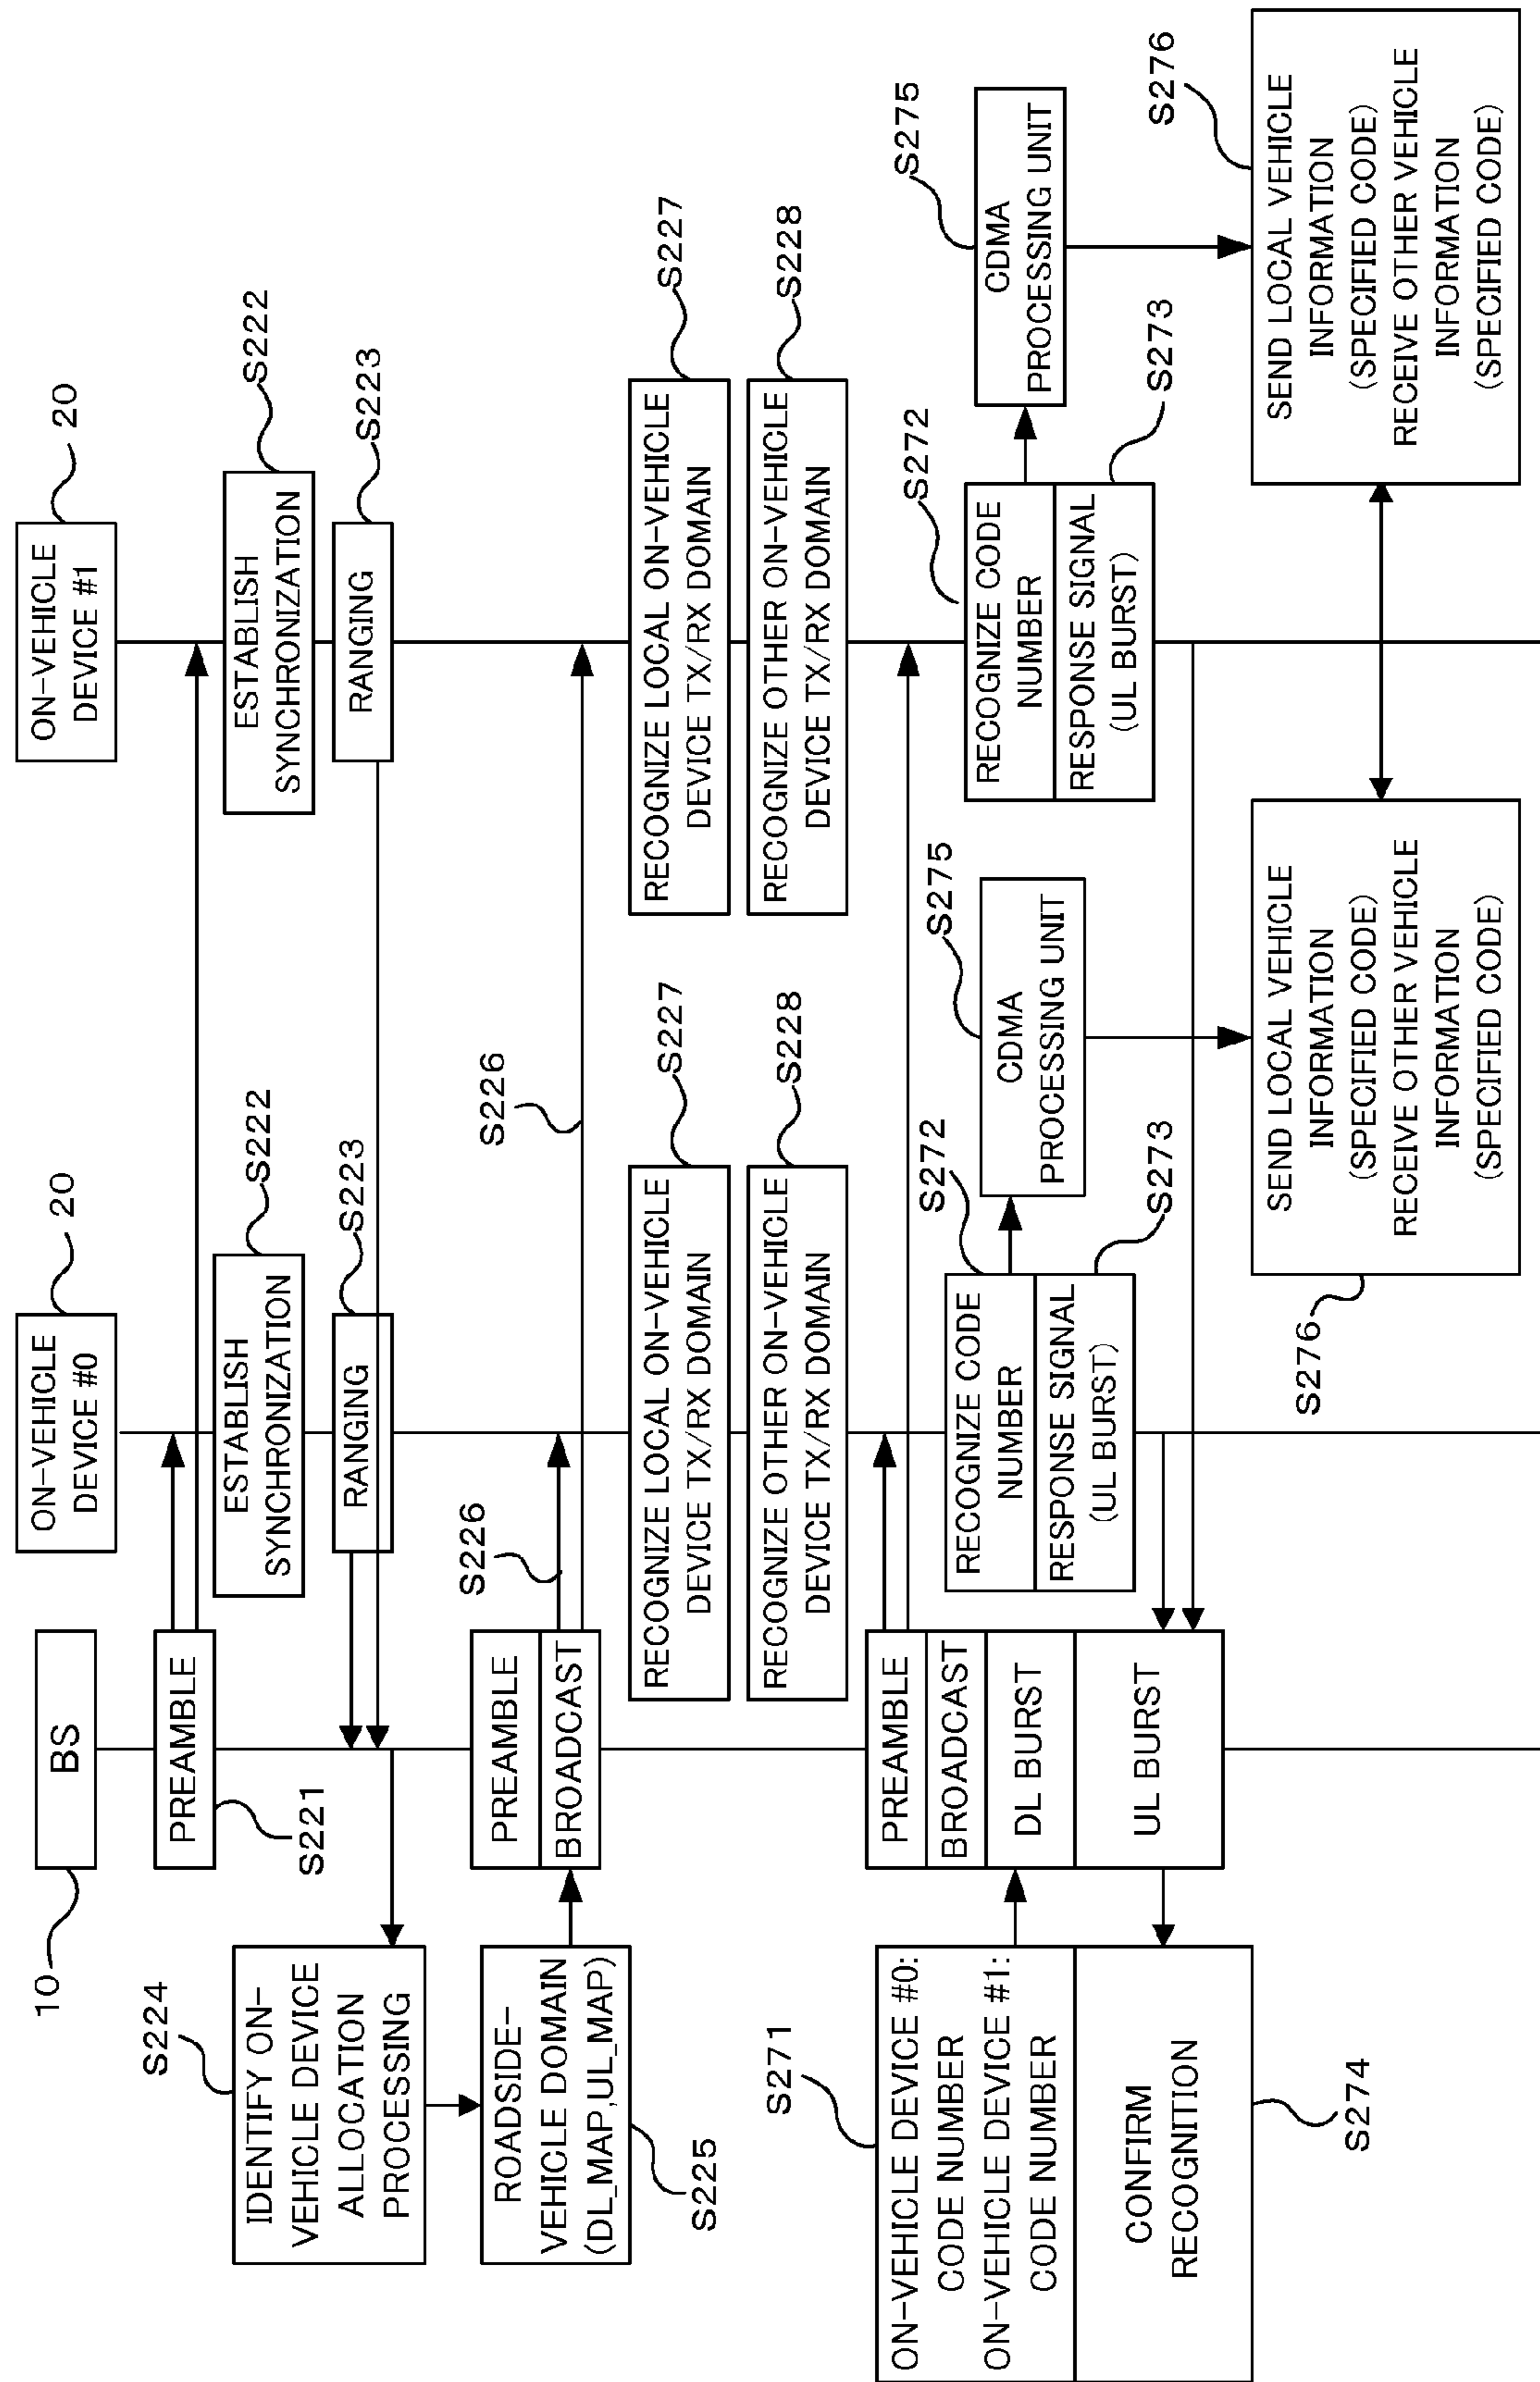 10
BS
20
ON-VEHICLE
DEVICE #0
20
ON-VEHICLE
DEVICE #1
PREAMBLE
S221
ESTABLISH
SYNCHRONIZATION
S222
ESTABLISH
SYNCHRONIZATION
S222
RANGING
S223
RANGING
S223
S224
IDENTIFY ON-
VEHICLE DEVICE
ALLOCATION
PROCESSING
ROADSIDE-
VEHICLE DOMAIN
(DL_MAP,UL_MAP)
S225
PREAMBLE
BROADCAST
S226
S226
RECOGNIZE LOCAL ON-VEHICLE
DEVICE TX/RX DOMAIN
S227
RECOGNIZE LOCAL ON-VEHICLE
DEVICE TX/RX DOMAIN
S227
RECOGNIZE OTHER ON-VEHICLE
DEVICE TX/RX DOMAIN
S228
RECOGNIZE OTHER ON-VEHICLE
DEVICE TX/RX DOMAIN
S228
S271
ON-VEHICLE DEVICE #0:
CODE NUMBER
ON-VEHICLE DEVICE #1:
CODE NUMBER
CONFIRM
RECOGNITION
S274
PREAMBLE
BROADCAST
DL BURST
UL BURST
RECOGNIZE CODE
NUMBER
S272
RESPONSE SIGNAL
(UL BURST)
S273
CDMA
PROCESSING UNIT
S275
RECOGNIZE CODE
NUMBER
S272
RESPONSE SIGNAL
(UL BURST)
S273
CDMA
PROCESSING UNIT
S275
S276
SEND LOCAL VEHICLE
INFORMATION
(SPECIFIED CODE)
RECEIVE OTHER VEHICLE
INFORMATION
(SPECIFIED CODE)
S276
SEND LOCAL VEHICLE
INFORMATION
(SPECIFIED CODE)
RECEIVE OTHER VEHICLE
INFORMATION
(SPECIFIED CODE)